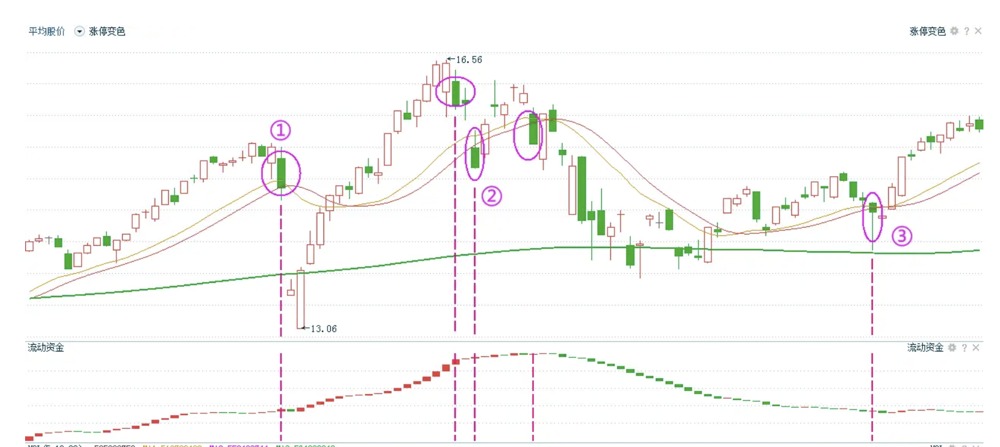 平均股价 涨停变色 涨停变色 ?
←16.56
①
②
③
←13.06
流动资金 流动资金 ?